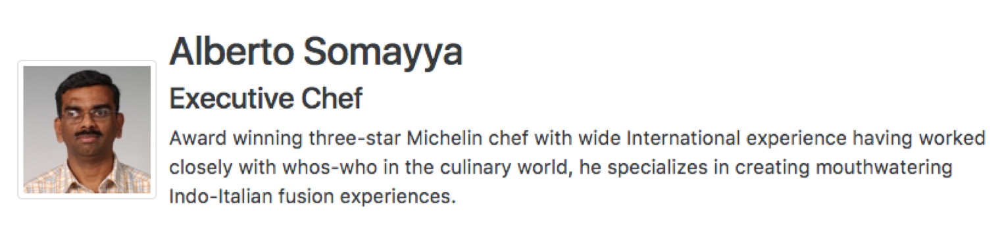 Alberto Somayya
Executive Chef
Award winning three-star Michelin chef with wide International experience having worked
closely with whos-who in the culinary world, he specializes in creating mouthwatering
Indo-Italian fusion experiences.